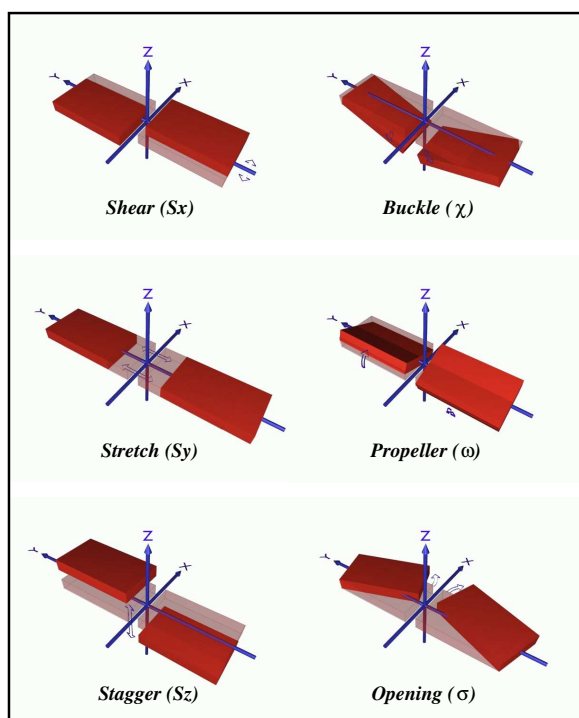 Z
Y
X
Shear (Sx)
Z
Y
X
Buckle (χ)
Z
Y
X
Stretch (Sy)
Z
Y
X
Propeller (ω)
Z
Y
X
Stagger (Sz)
Z
Y
X
Opening (σ)